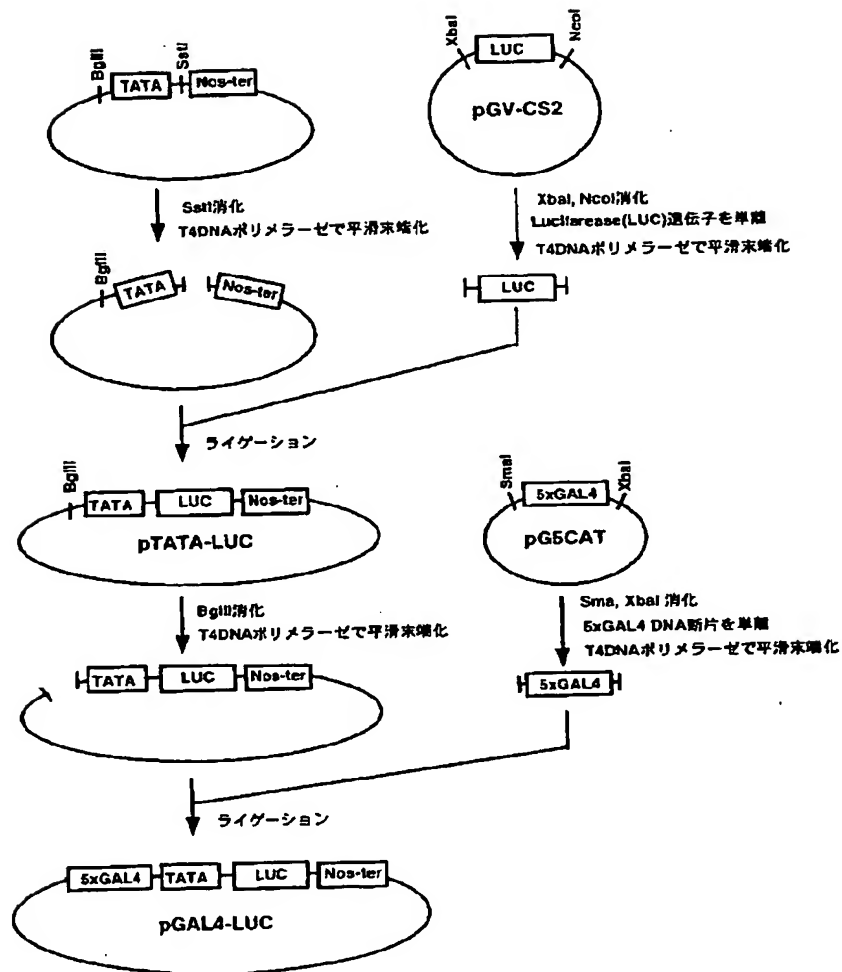 BglII
TATA
SstI
Nos-ter
XbaI
LUC
NcoI
pGV-CS2
SstI消化
T4DNAポリメラーゼで平滑末端化
XbaI, NcoI消化
Lucifarease(LUC)遺伝子を単離
T4DNAポリメラーゼで平滑末端化
BglII
TATA
Nos-ter
LUC
ライゲーション
BglII
TATA
LUC
Nos-ter
pTATA-LUC
SmaI
5xGAL4
XbaI
pG5CAT
BglII消化
T4DNAポリメラーゼで平滑末端化
Sma, XbaI 消化
5xGAL4 DNA断片を単離
T4DNAポリメラーゼで平滑末端化
TATA
LUC
Nos-ter
5xGAL4
ライゲーション
5xGAL4
TATA
LUC
Nos-ter
pGAL4-LUC